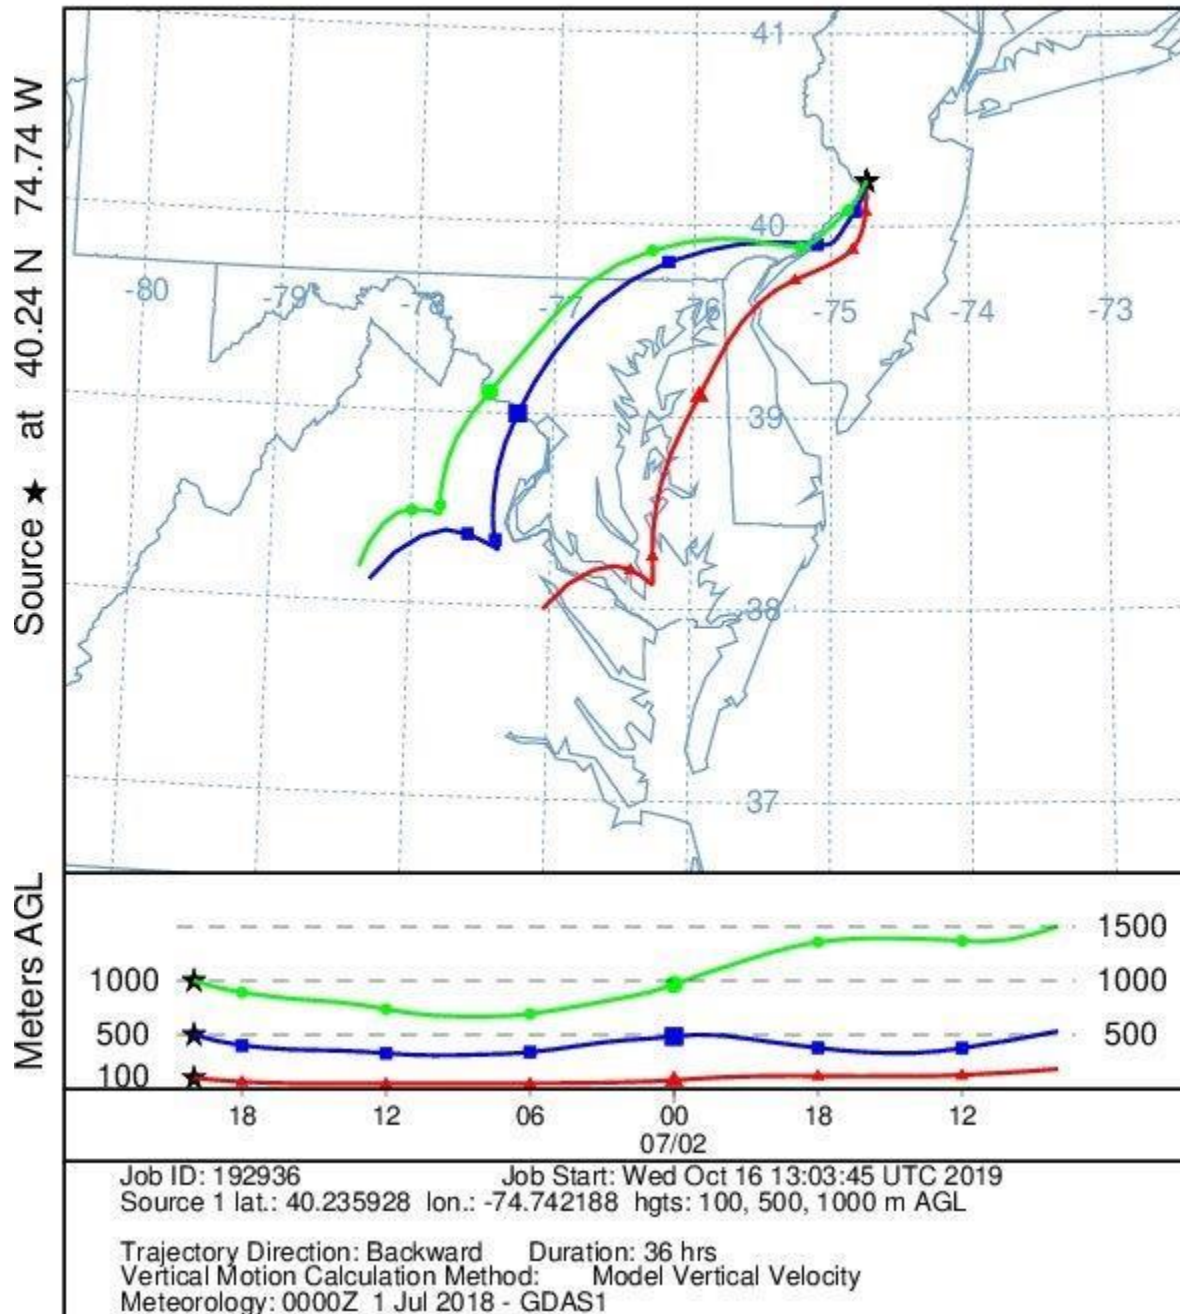 Source ★ at 40.24 N 74.74 W
41
40
-80 -79 -78 -77 -76 -75 -74 -73
39
38
37
Meters AGL
1500
1000 1000
500 500
100
18 12 06 00 18 12
07/02
Job ID: 192936 Job Start: Wed Oct 16 13:03:45 UTC 2019
Source 1 lat.: 40.235928 lon.: -74.742188 hgts: 100, 500, 1000 m AGL
Trajectory Direction: Backward Duration: 36 hrs
Vertical Motion Calculation Method: Model Vertical Velocity
Meteorology: 0000Z 1 Jul 2018 - GDAS1